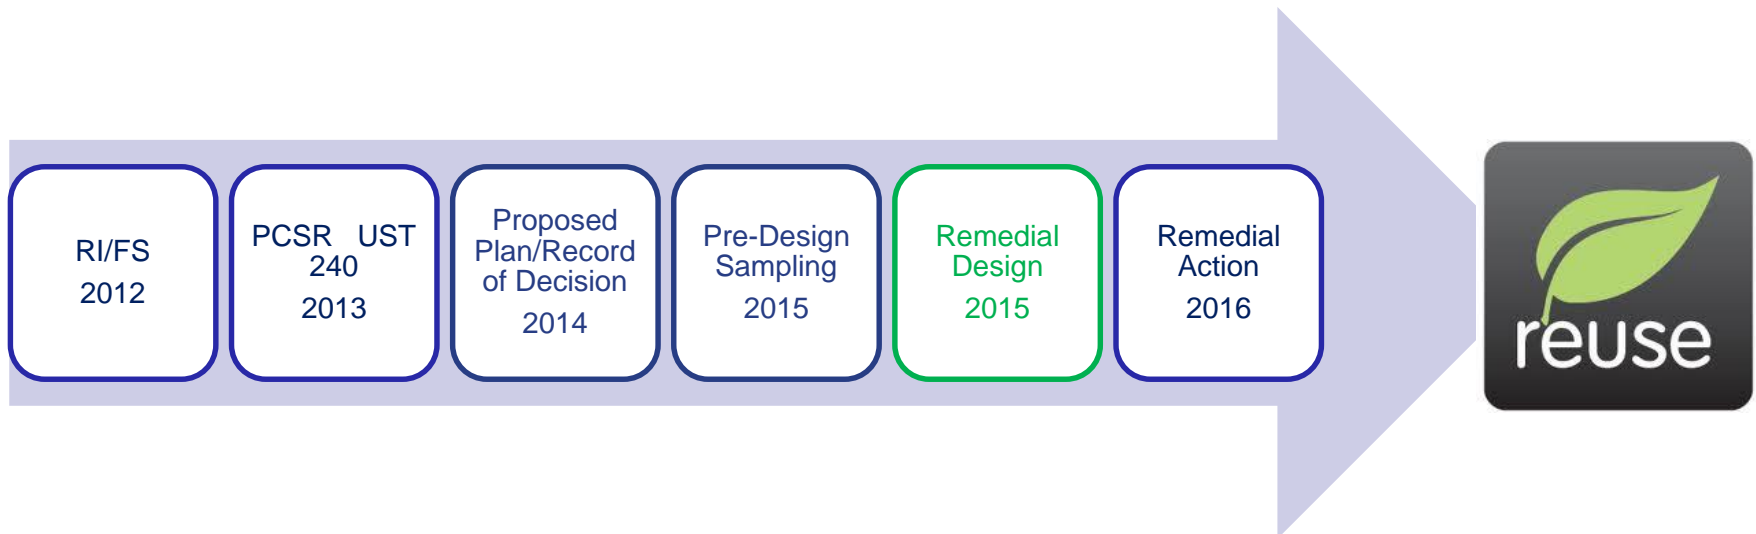 RI/FS
2012
PCSR UST
240
2013
Proposed
Plan/Record
of Decision
2014
Pre-Design
Sampling
2015
Remedial
Design
2015
Remedial
Action
2016
reuse